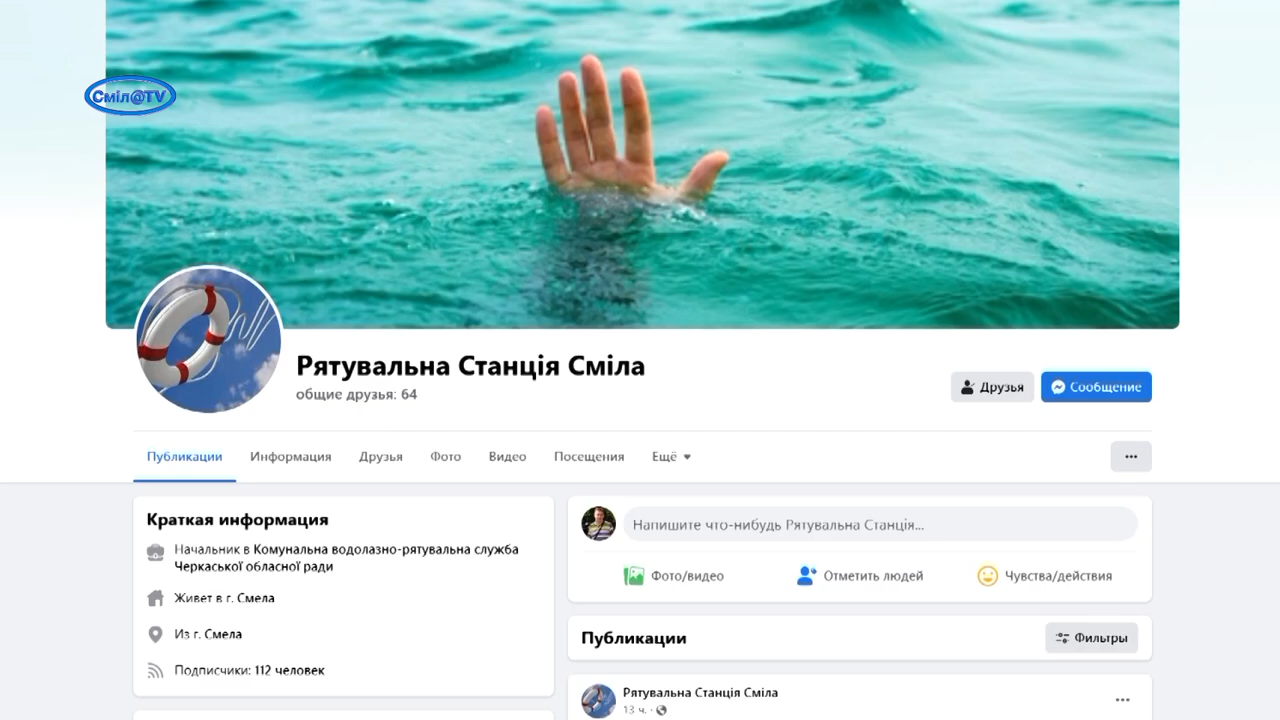 Сміл@TV
Рятувальна Станція Сміла
общие друзья: 64
Друзья
Сообщение
Публикации
Информация
Друзья
Фото
Видео
Посещения
Ещё
Краткая информация
Начальник в Комунальна водолазно-рятувальна служба
Черкаської обласної ради
Живет в г. Смела
Из г. Смела
Подписчики: 112 человек
Напишите что-нибудь Рятувальна Станція...
Фото/видео
Отметить людей
Чувства/действия
Публикации
Фильтры
Рятувальна Станція Сміла
13 ч. ·